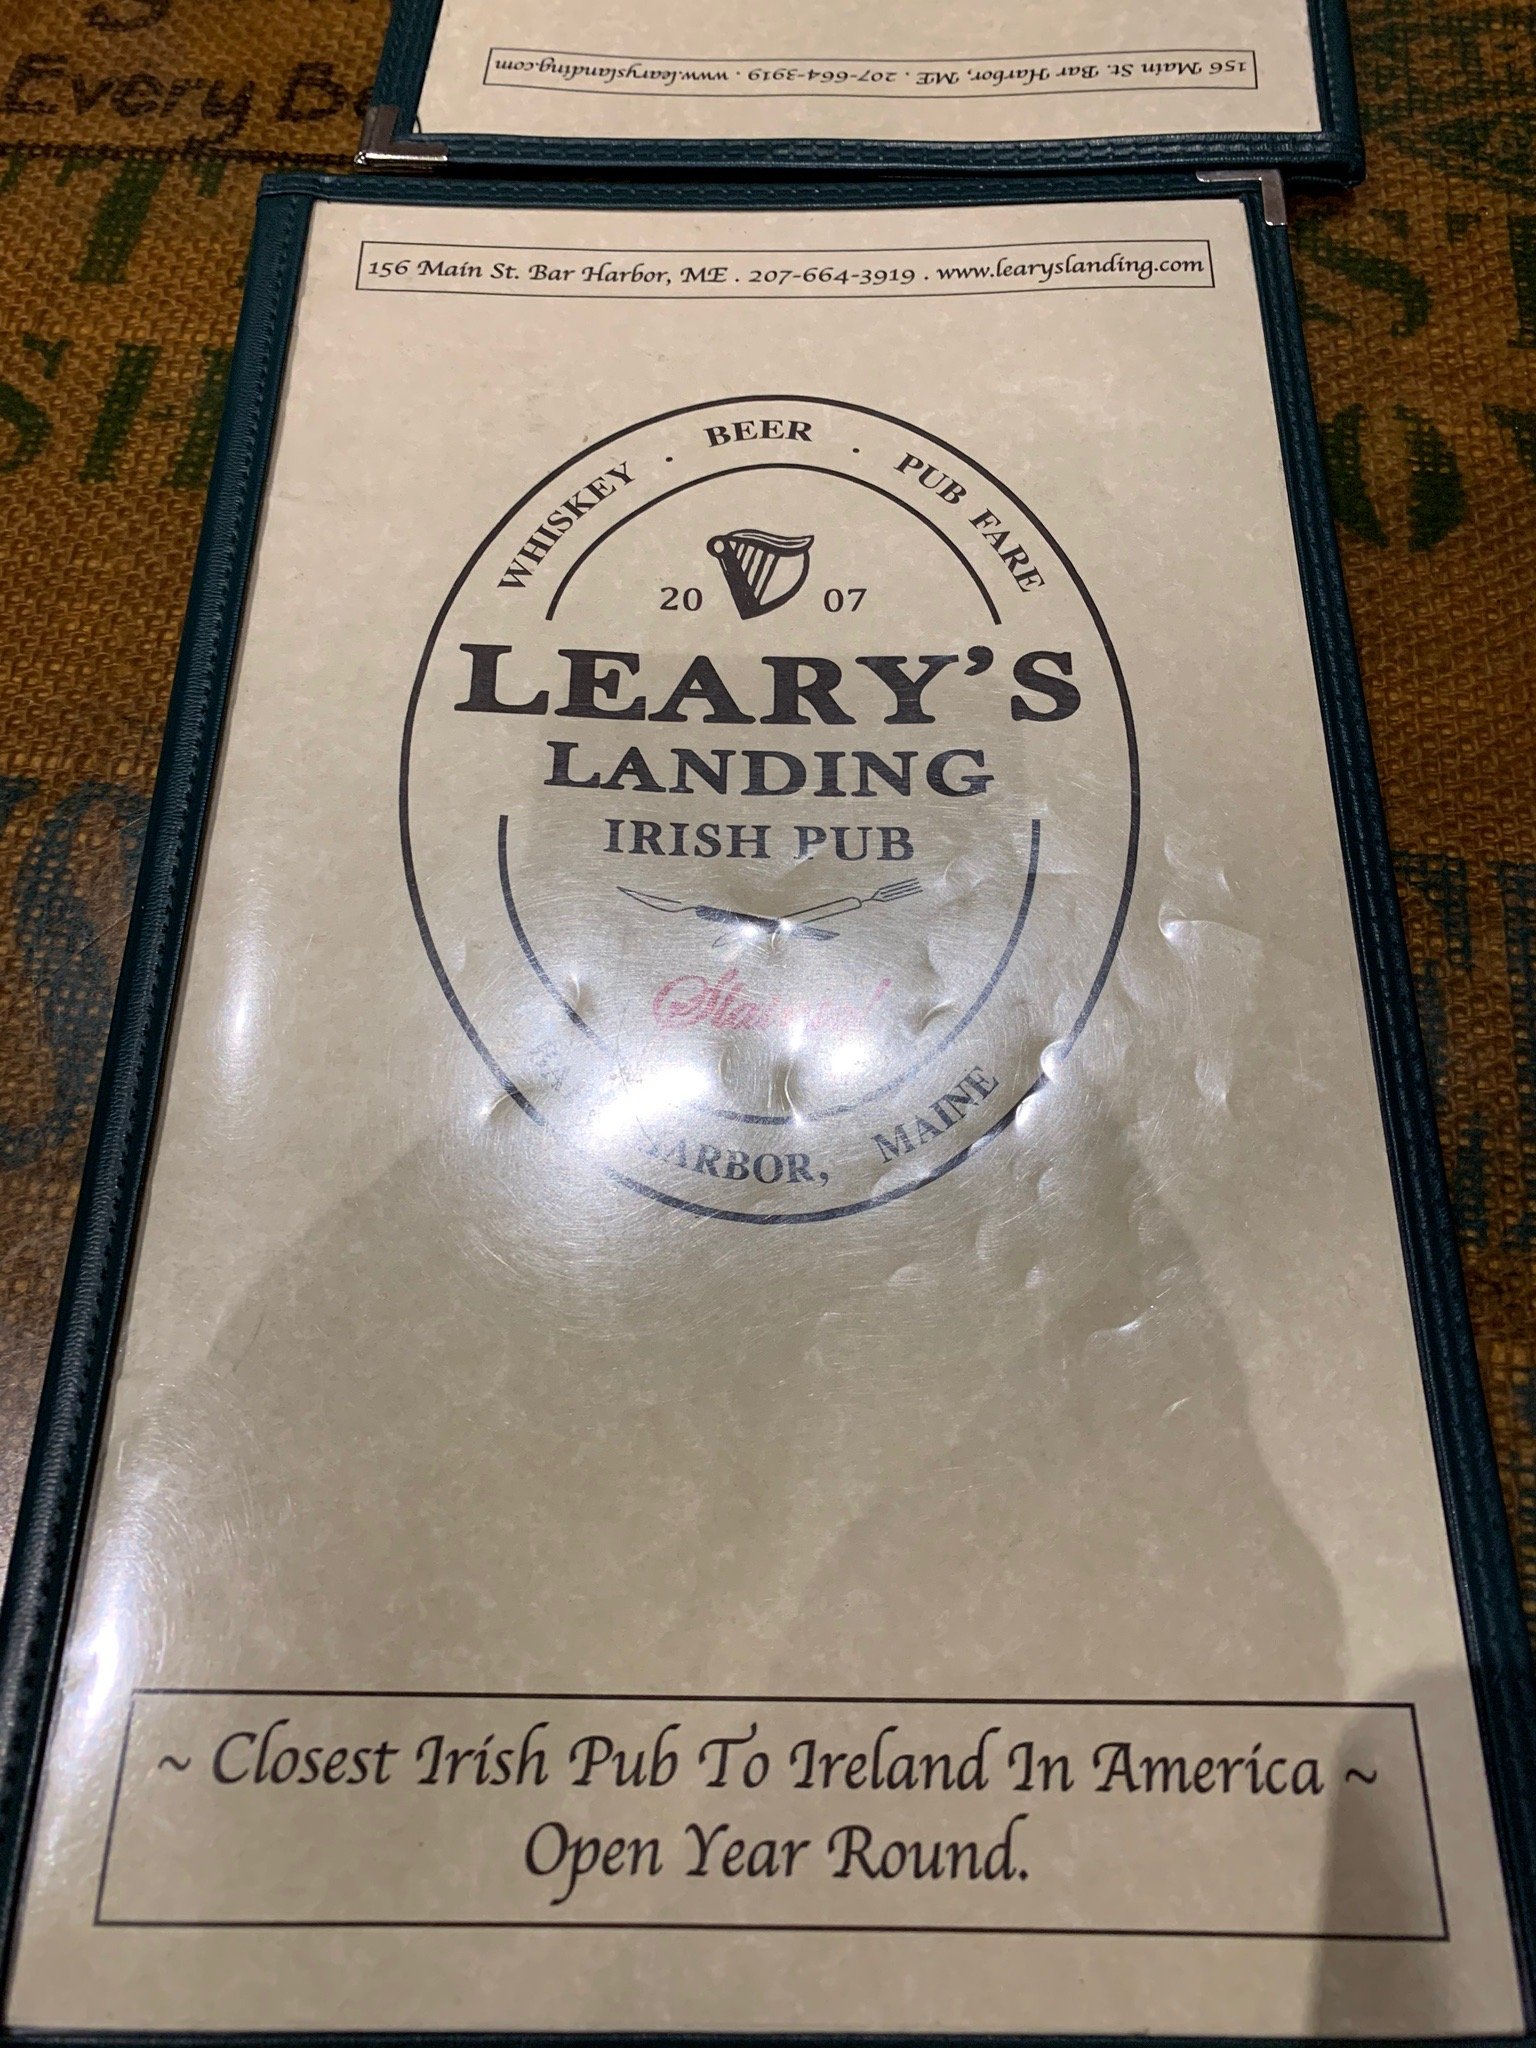 Every
156 Main St. Bar Harbor, ME . 207-664-3919 . www.learyslanding.com
156 Main St. Bar Harbor, ME . 207-664-3919 . www.learyslanding.com
WHISKEY · BEER · PUB FARE
20 07
LEARY'S
LANDING
IRISH PUB
HARBOR, MAINE
~ Closest Irish Pub To Ireland In America ~
Open Year Round.